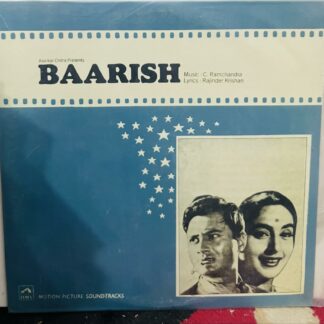 BAARISH
Music : C. Ramchandra
Lyrics : Rajinder Krishan
MOTION PICTURE SOUNDTRACKS